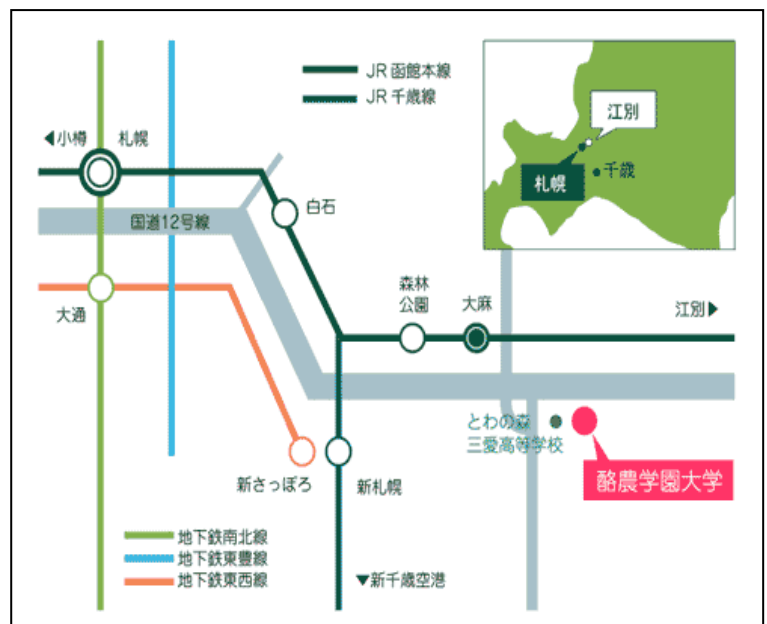 JR函館本線
JR千歳線
江別
札幌
千歳
◀小樽
札幌
白石
国道12号線
大通
森林
公園
大麻
江別▶
とわの森
三愛高等学校
酪農学園大学
新さっぽろ
新札幌
地下鉄南北線
地下鉄東豊線
地下鉄東西線
▼新千歳空港